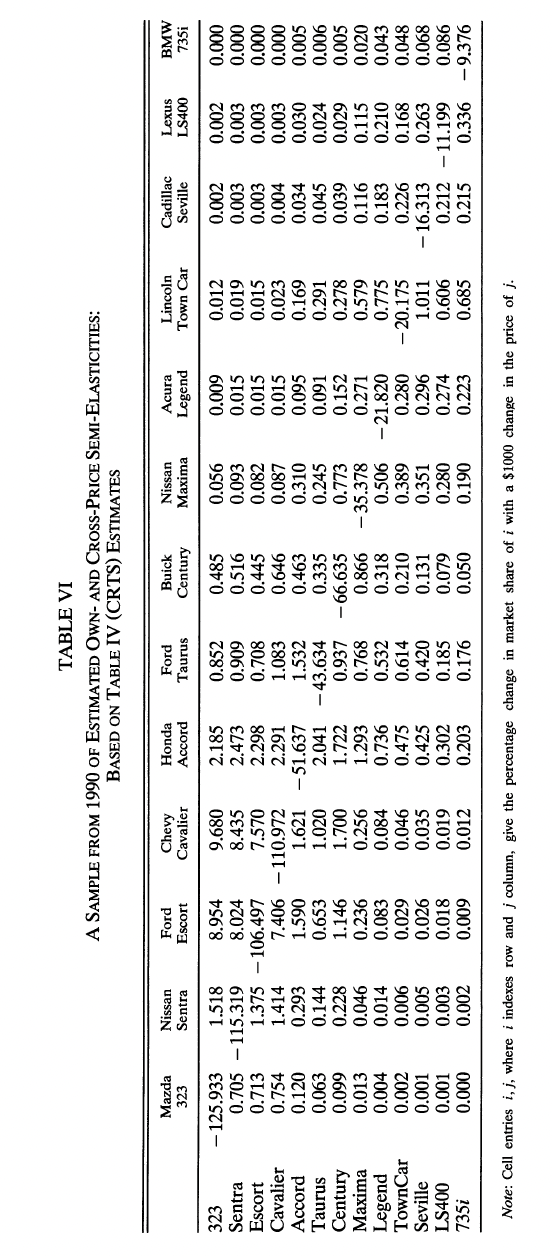 TABLE VI
A SAMPLE FROM 1990 OF ESTIMATED OWN- AND CROSS-PRICE SEMI-ELASTICITIES:
BASED ON TABLE IV (CRTS) ESTIMATES
Mazda 323 Nissan Sentra Ford Escort Chevy Cavalier Honda Accord Ford Taurus Buick Century Nissan Maxima Acura Legend Lincoln Town Car Cadillac Seville Lexus LS400 BMW 735i
323 −125.933 1.518 8.954 9.680 2.185 0.852 0.485 0.056 0.009 0.012 0.002 0.002 0.000
Sentra 0.705 −115.319 8.024 8.435 2.473 0.909 0.516 0.093 0.015 0.019 0.003 0.003 0.000
Escort 0.713 1.375 −106.497 7.570 2.298 0.708 0.445 0.082 0.015 0.015 0.003 0.003 0.000
Cavalier 0.754 1.414 7.406 −110.972 2.291 1.083 0.646 0.087 0.015 0.023 0.004 0.003 0.000
Accord 0.120 0.293 1.590 1.621 −51.637 1.532 0.463 0.310 0.095 0.169 0.034 0.030 0.005
Taurus 0.063 0.144 0.653 1.020 2.041 −43.634 0.335 0.245 0.091 0.291 0.045 0.024 0.006
Century 0.099 0.228 1.146 1.700 1.722 0.937 −66.635 0.773 0.152 0.278 0.039 0.029 0.005
Maxima 0.013 0.046 0.236 0.256 1.293 0.768 0.866 −35.378 0.271 0.579 0.116 0.115 0.020
Legend 0.004 0.014 0.083 0.084 0.736 0.532 0.318 0.506 −21.820 0.775 0.183 0.210 0.043
TownCar 0.002 0.006 0.029 0.046 0.475 0.614 0.210 0.389 0.280 −20.175 0.226 0.168 0.048
Seville 0.001 0.005 0.026 0.035 0.425 0.420 0.131 0.351 0.296 1.011 −16.313 0.263 0.068
LS400 0.001 0.003 0.018 0.019 0.302 0.185 0.079 0.280 0.274 0.606 0.212 −11.199 0.086
735i 0.000 0.002 0.009 0.012 0.203 0.176 0.050 0.190 0.223 0.685 0.215 0.336 −9.376
Note: Cell entries i, j, where i indexes row and j column, give the percentage change in market share of i with a $1000 change in the price of j.